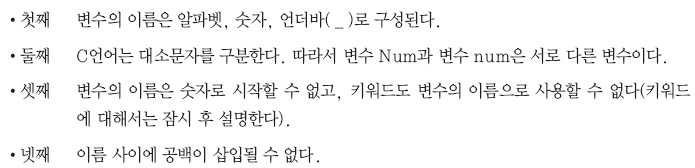 • 첫째 변수의 이름은 알파벳, 숫자, 언더바( _ )로 구성된다.
• 둘째 C언어는 대소문자를 구분한다. 따라서 변수 Num과 변수 num은 서로 다른 변수이다.
• 셋째 변수의 이름은 숫자로 시작할 수 없고, 키워드도 변수의 이름으로 사용할 수 없다(키워드
에 대해서는 잠시 후 설명한다).
• 넷째 이름 사이에 공백이 삽입될 수 없다.